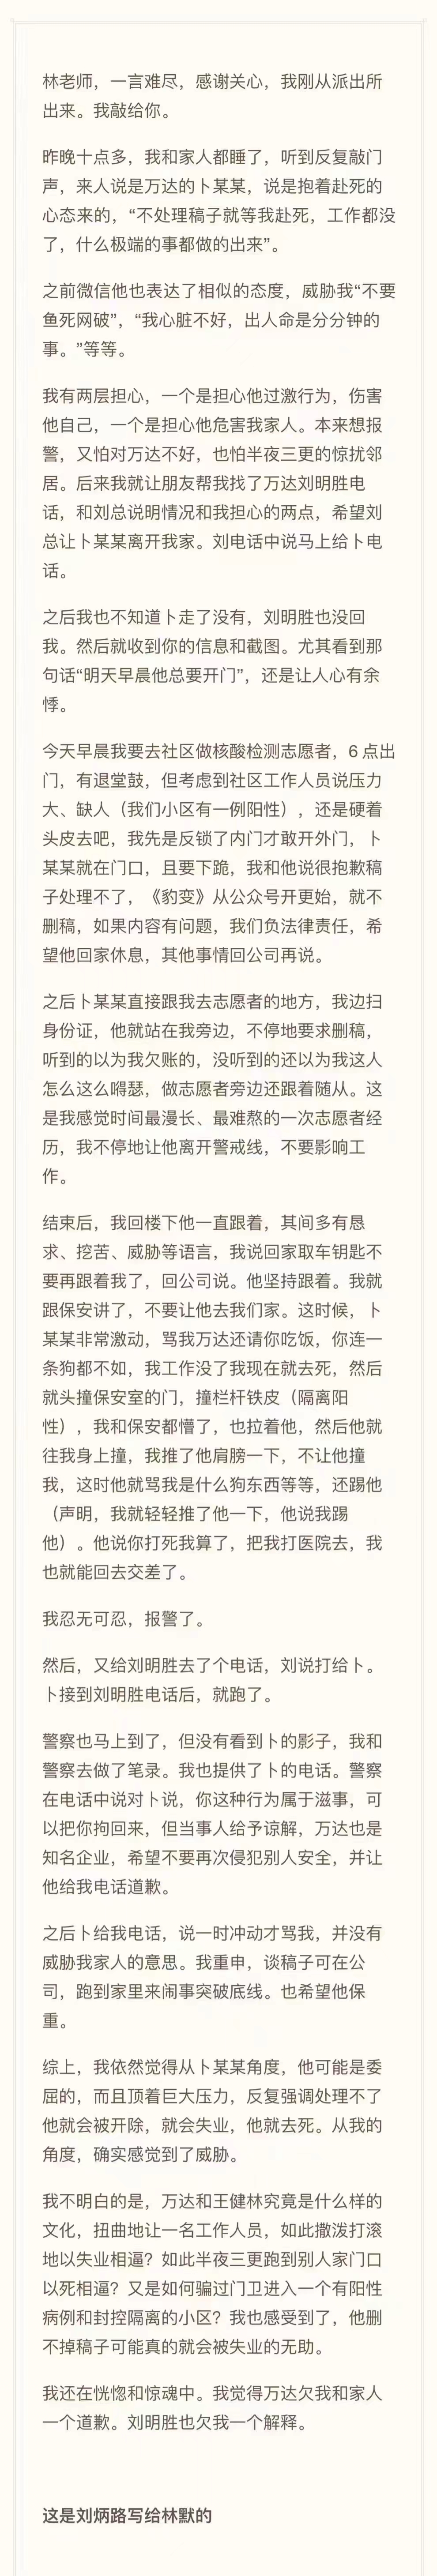 林老师，一言难尽，感谢关心，我刚从派出所
出来。我敲给你。
昨晚十点多，我和家人都睡了，听到反复敲门
声，来人说是万达的卜某某，说是抱着赴死的
心态来的，“不处理稿子就等我赴死，工作都没
了，什么极端的事都做的出来”。
之前微信他也表达了相似的态度，威胁我“不要
鱼死网破”，“我心脏不好，出人命是分分钟的
事。”等等。
我有两层担心，一个是担心他过激行为，伤害
他自己，一个是担心他危害我家人。本来想报
警，又怕对万达不好，也怕半夜三更的惊扰邻
居。后来我就让朋友帮我找了万达刘明胜电
话，和刘总说明情况和我担心的两点，希望刘
总让卜某某离开我家。刘电话中说马上给卜电
话。
之后我也不知道卜走了没有，刘明胜也没回
我。然后就收到你的信息和截图。尤其看到那
句话“明天早晨他总要开门”，还是让人心有余
悸。
今天早晨我要去社区做核酸检测志愿者，6点出
门，有退堂鼓，但考虑到社区工作人员说压力
大、缺人（我们小区有一例阳性），还是硬着
头皮去吧，我先是反锁了内门才敢开外门，卜
某某就在门口，且要下跪，我和他说很抱歉稿
子处理不了，《豹变》从公众号开更始，就不
删稿，如果内容有问题，我们负法律责任，希
望他回家休息，其他事情回公司再说。
之后卜某某直接跟我去志愿者的地方，我边扫
身份证，他就站在我旁边，不停地要求删稿，
听到的以为我欠账的，没听到的还以为我这人
怎么这么嘚瑟，做志愿者旁边还跟着随从。这
是我感觉时间最漫长、最难熬的一次志愿者经
历，我不停地让他离开警戒线，不要影响工
作。
结束后，我回楼下他一直跟着，其间多有恳
求、挖苦、威胁等语言，我说回家取车钥匙不
要再跟着我了，回公司说。他坚持跟着。我就
跟保安讲了，不要让他去我们家。这时候，卜
某某非常激动，骂我万达还请你吃饭，你连一
条狗都不如，我工作没了我现在就去死，然后
就头撞保安室的门，撞栏杆铁皮（隔离阳
性），我和保安都懵了，也拉着他，然后他就
往我身上撞，我推了他肩膀一下，不让他撞
我，这时他就骂我是什么狗东西等等，还踢他
（声明，我就轻轻推了他一下，他说我踢
他）。他说你打死我算了，把我打医院去，我
也就能回去交差了。
我忍无可忍，报警了。
然后，又给刘明胜去了个电话，刘说打给卜。
卜接到刘明胜电话后，就跑了。
警察也马上到了，但没有看到卜的影子，我和
警察去做了笔录。我也提供了卜的电话。警察
在电话中说对卜说，你这种行为属于滋事，可
以把你拘回来，但当事人给予谅解，万达也是
知名企业，希望不要再次侵犯别人安全，并让
他给我电话道歉。
之后卜给我电话，说一时冲动才骂我，并没有
威胁我家人的意思。我重申，谈稿子可在公
司，跑到家里来闹事突破底线。也希望他保
重。
综上，我依然觉得从卜某某角度，他可能是委
屈的，而且顶着巨大压力，反复强调处理不了
他就会被开除，就会失业，他就去死。从我的
角度，确实感觉到了威胁。
我不明白的是，万达和王健林究竟是什么样的
文化，扭曲地让一名工作人员，如此撒泼打滚
地以失业相逼？如此半夜三更跑到别人家门口
以死相逼？又是如何骗过门卫进入一个有阳性
病例和封控隔离的小区？我也感受到了，他删
不掉稿子可能真的就会被失业的无助。
我还在恍惚和惊魂中。我觉得万达欠我和家人
一个道歉。刘明胜也欠我一个解释。
这是刘炳路写给林默的